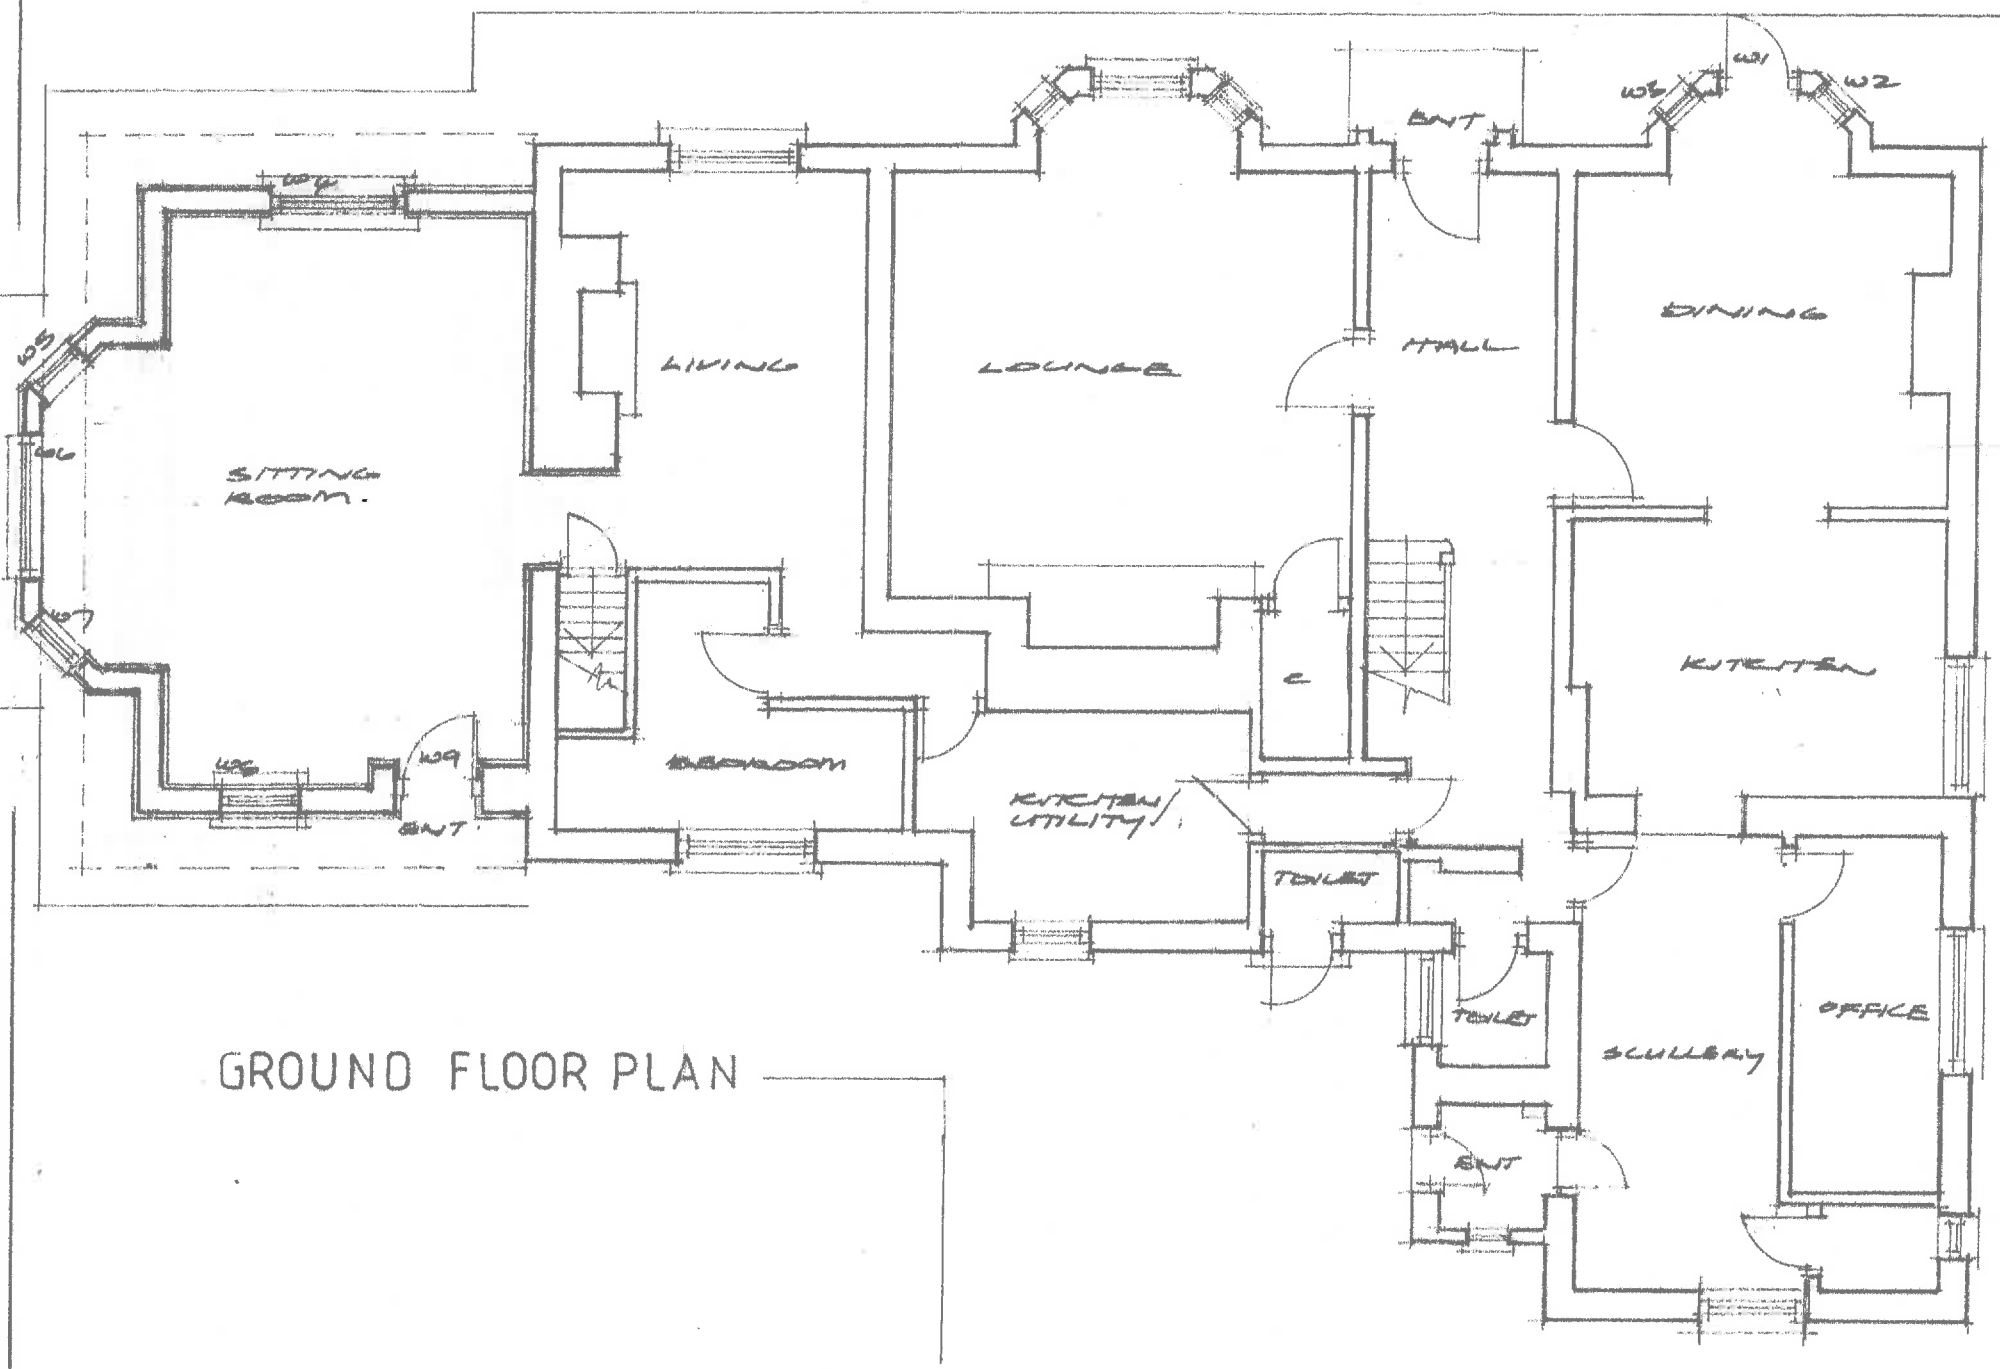 W1
W3
W2
ENT
W4
DINING
HALL
W5
LIVING
LOUNGE
W6
SITTING
ROOM.
W7
KITCHEN
C
W8
W9
BEDROOM
ENT.
KITCHEN
UTILITY
TOILET
TOILET
OFFICE
SCULLERY
GROUND FLOOR PLAN
ENT